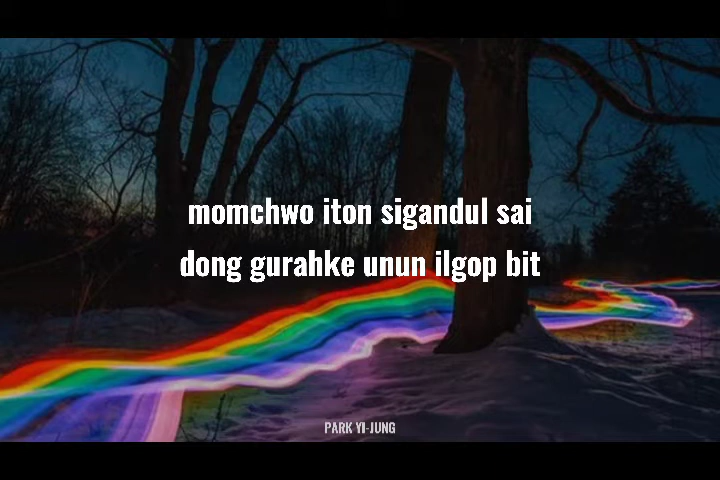 momchwo iton sigandul sai
dong gurahke unun ilgop bit
PARK YI-JUNG